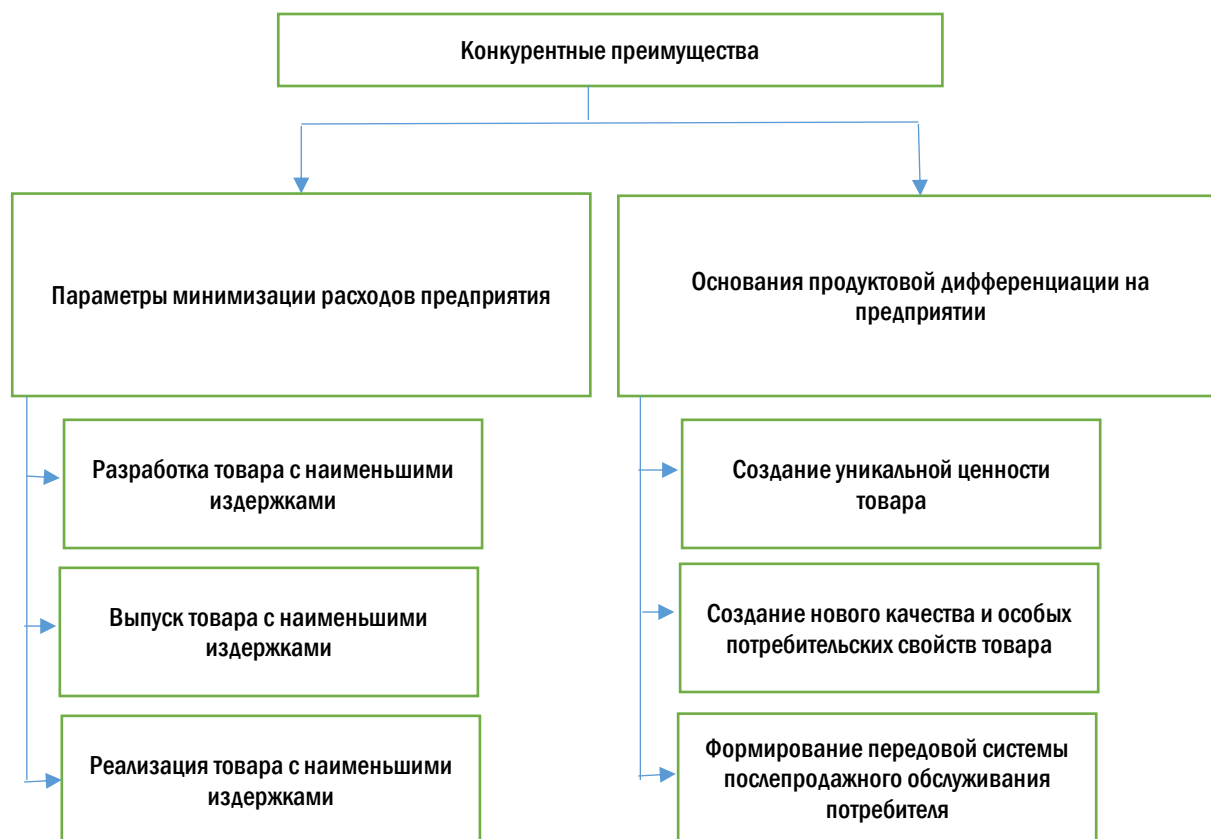 Конкурентные преимущества
Параметры минимизации расходов предприятия
Основания продуктовой дифференциации на
предприятии
Разработка товара с наименьшими
издержками
Выпуск товара с наименьшими
издержками
Реализация товара с наименьшими
издержками
Создание уникальной ценности
товара
Создание нового качества и особых
потребительских свойств товара
Формирование передовой системы
послепродажного обслуживания
потребителя